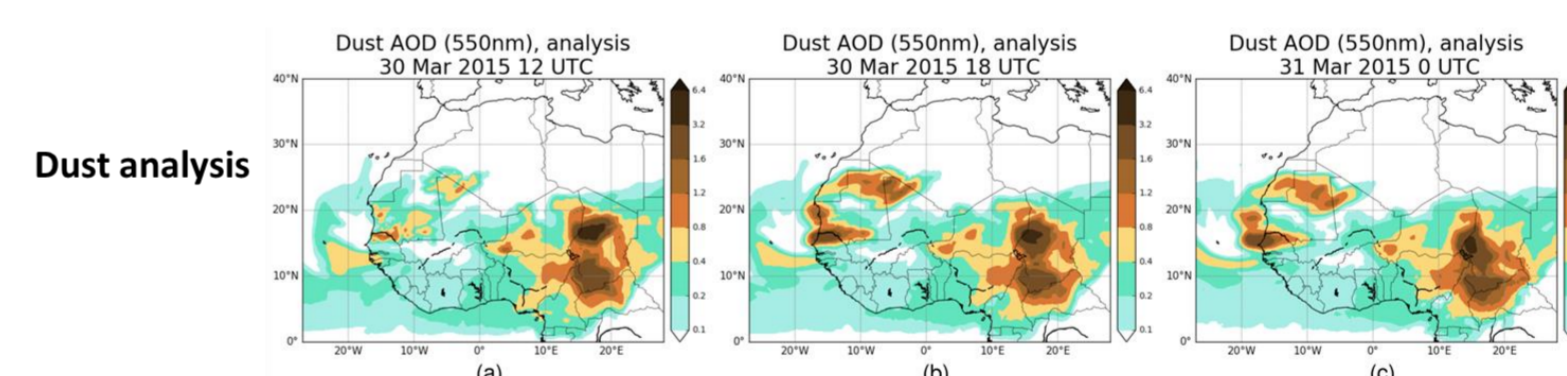 Dust analysis
Dust AOD (550nm), analysis
30 Mar 2015 12 UTC
40°N
30°N
20°N
10°N
0°
20°W
10°W
0°
10°E
20°E
6.4
3.2
1.6
1.2
0.8
0.4
0.2
0.1
(a)
Dust AOD (550nm), analysis
30 Mar 2015 18 UTC
40°N
30°N
20°N
10°N
0°
20°W
10°W
0°
10°E
20°E
6.4
3.2
1.6
1.2
0.8
0.4
0.2
0.1
(b)
Dust AOD (550nm), analysis
31 Mar 2015 0 UTC
40°N
30°N
20°N
10°N
0°
20°W
10°W
0°
10°E
20°E
(c)